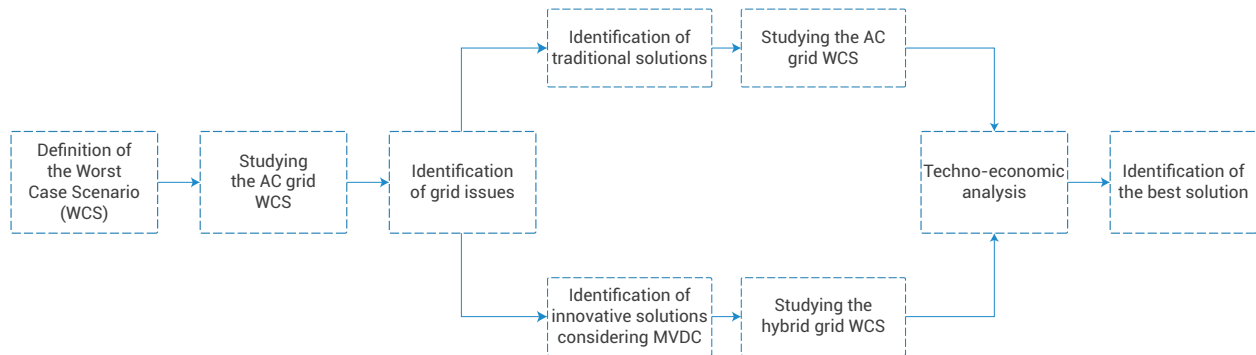 Definition of
the Worst
Case Scenario
(WCS)
Studying
the AC grid
WCS
Identification
of grid issues
Identification of
traditional solutions
Studying the AC
grid WCS
Identification of
innovative solutions
considering MVDC
Studying the
hybrid grid WCS
Techno-economic
analysis
Identification of
the best solution